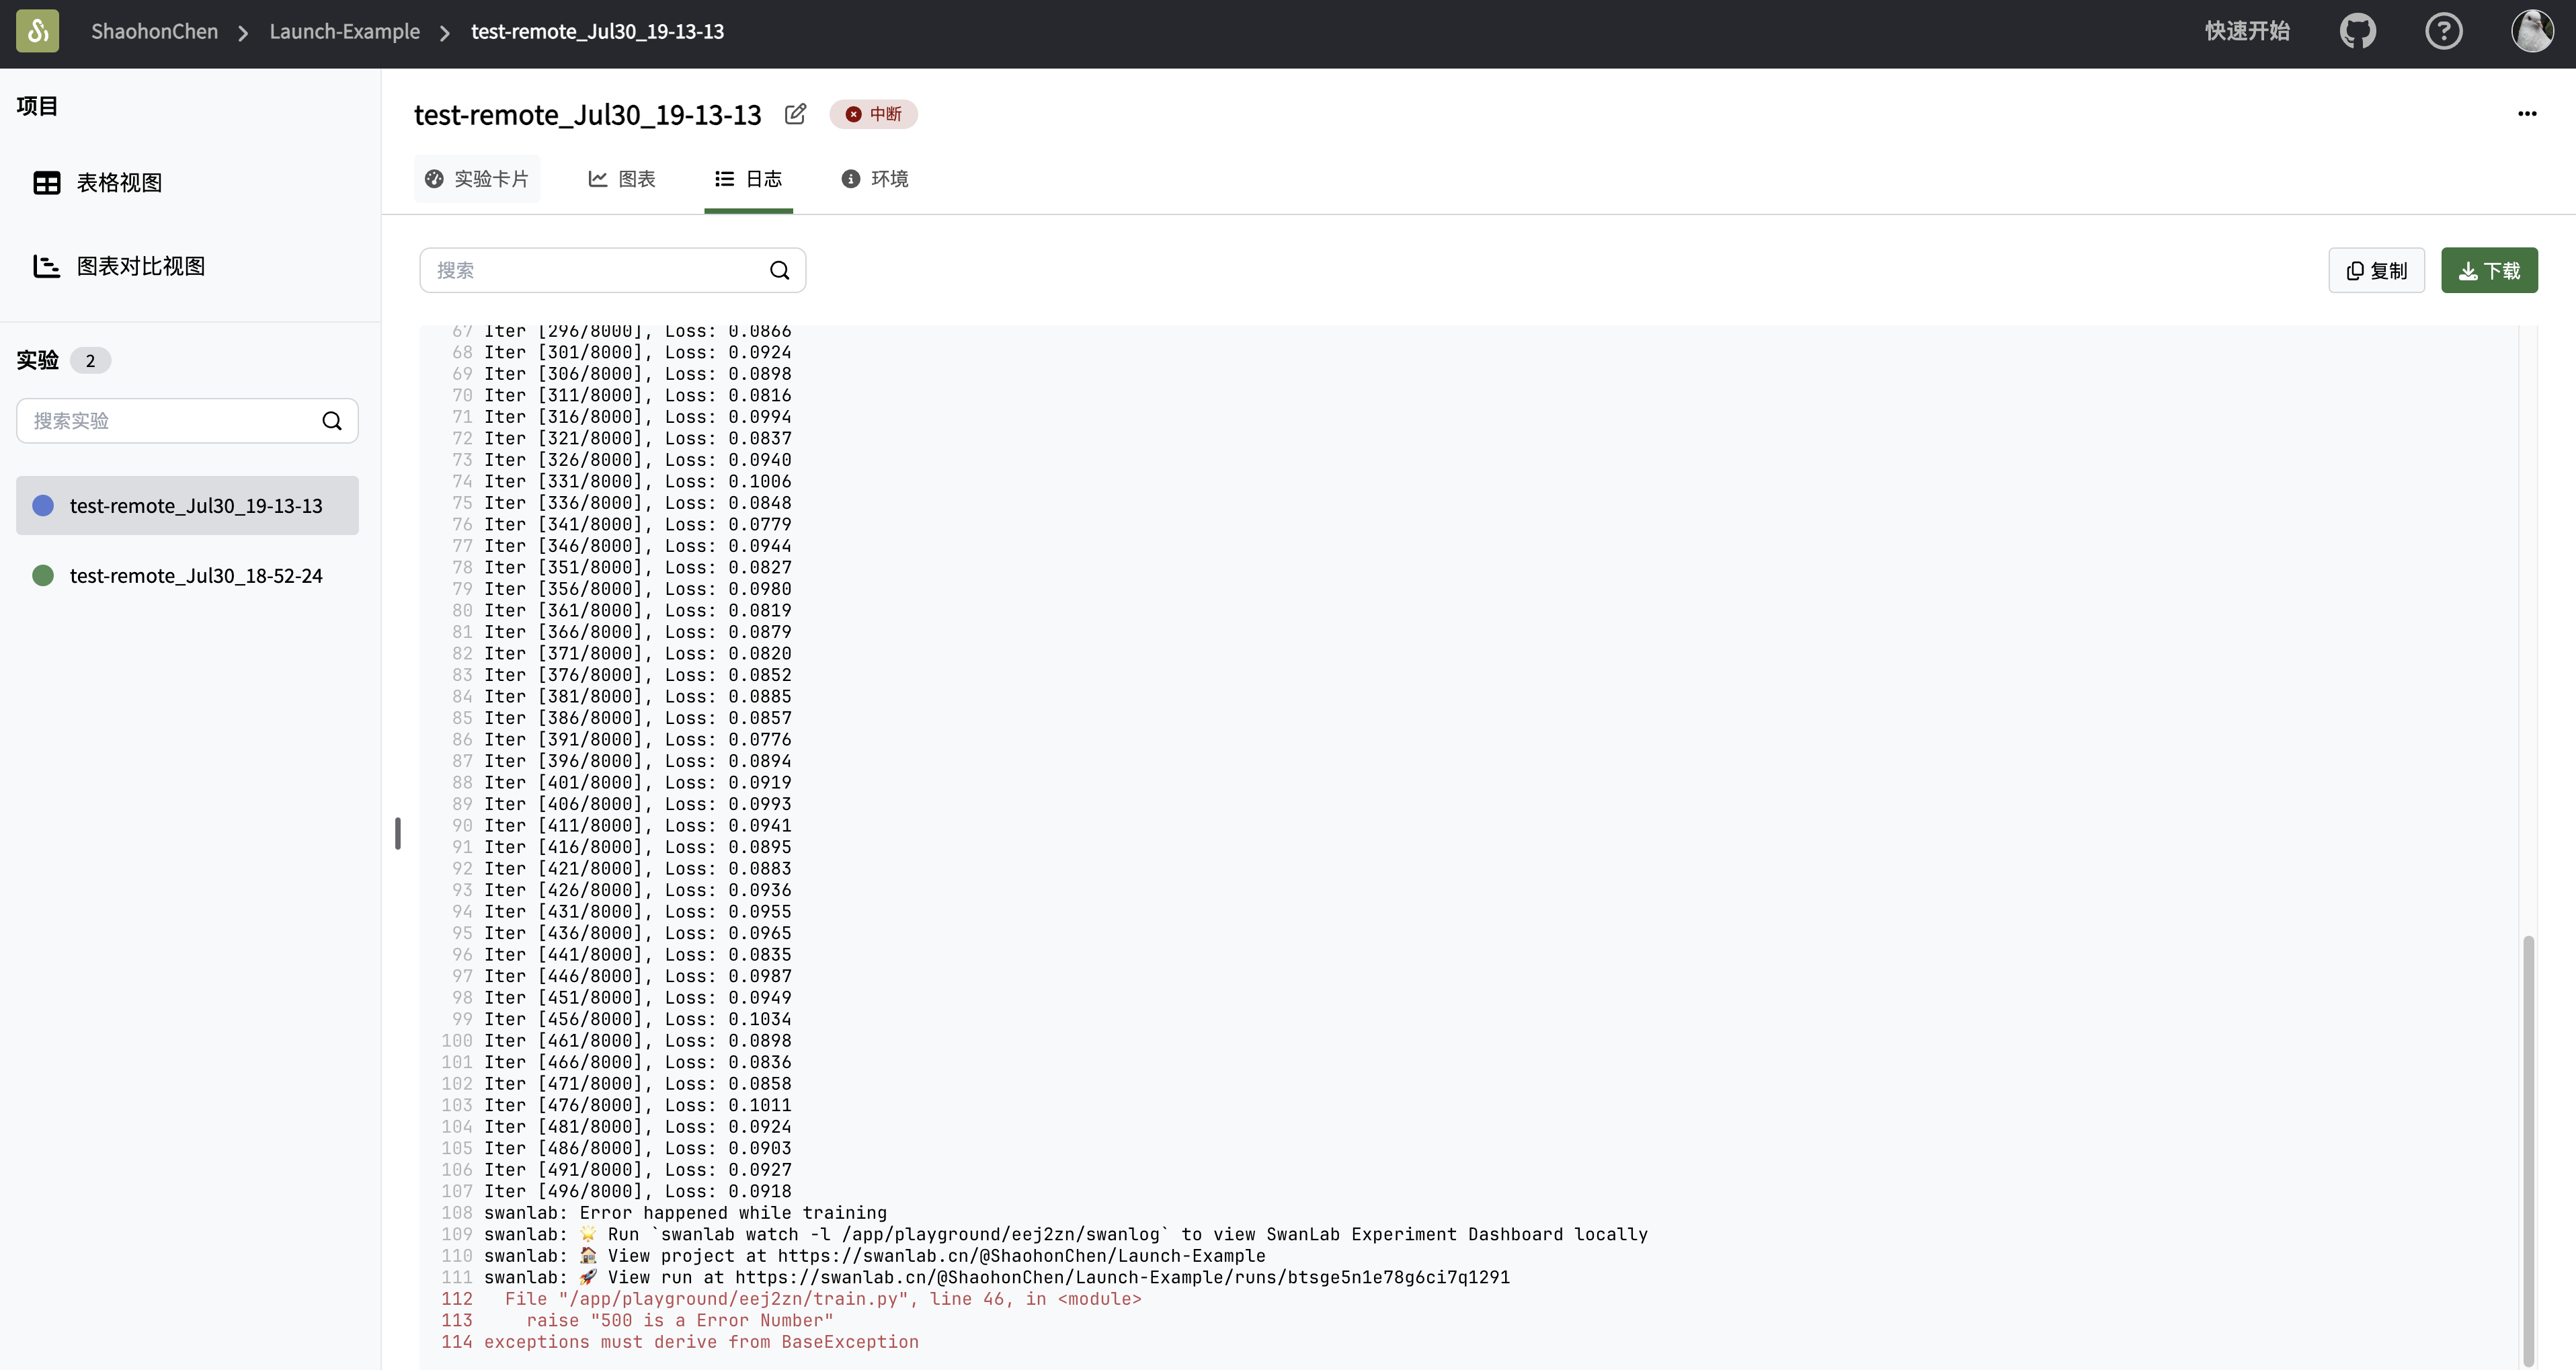 ShaohonChen > Launch-Example > test-remote_Jul30_19-13-13
快速开始
项目
表格视图
图表对比视图
实验 2
搜索实验
test-remote_Jul30_19-13-13
test-remote_Jul30_18-52-24
test-remote_Jul30_19-13-13
中断
实验卡片
图表
日志
环境
搜索
复制
下载
67 Iter [296/8000], Loss: 0.0866
68 Iter [301/8000], Loss: 0.0924
69 Iter [306/8000], Loss: 0.0898
70 Iter [311/8000], Loss: 0.0816
71 Iter [316/8000], Loss: 0.0994
72 Iter [321/8000], Loss: 0.0837
73 Iter [326/8000], Loss: 0.0940
74 Iter [331/8000], Loss: 0.1006
75 Iter [336/8000], Loss: 0.0848
76 Iter [341/8000], Loss: 0.0779
77 Iter [346/8000], Loss: 0.0944
78 Iter [351/8000], Loss: 0.0827
79 Iter [356/8000], Loss: 0.0980
80 Iter [361/8000], Loss: 0.0819
81 Iter [366/8000], Loss: 0.0879
82 Iter [371/8000], Loss: 0.0820
83 Iter [376/8000], Loss: 0.0852
84 Iter [381/8000], Loss: 0.0885
85 Iter [386/8000], Loss: 0.0857
86 Iter [391/8000], Loss: 0.0776
87 Iter [396/8000], Loss: 0.0894
88 Iter [401/8000], Loss: 0.0919
89 Iter [406/8000], Loss: 0.0993
90 Iter [411/8000], Loss: 0.0941
91 Iter [416/8000], Loss: 0.0895
92 Iter [421/8000], Loss: 0.0883
93 Iter [426/8000], Loss: 0.0936
94 Iter [431/8000], Loss: 0.0955
95 Iter [436/8000], Loss: 0.0965
96 Iter [441/8000], Loss: 0.0835
97 Iter [446/8000], Loss: 0.0987
98 Iter [451/8000], Loss: 0.0949
99 Iter [456/8000], Loss: 0.1034
100 Iter [461/8000], Loss: 0.0898
101 Iter [466/8000], Loss: 0.0836
102 Iter [471/8000], Loss: 0.0858
103 Iter [476/8000], Loss: 0.1011
104 Iter [481/8000], Loss: 0.0924
105 Iter [486/8000], Loss: 0.0903
106 Iter [491/8000], Loss: 0.0927
107 Iter [496/8000], Loss: 0.0918
108 swanlab: Error happened while training
109 swanlab: 🌟 Run `swanlab watch -l /app/playground/eej2zn/swanlog` to view SwanLab Experiment Dashboard locally
110 swanlab: 🏠 View project at https://swanlab.cn/@ShaohonChen/Launch-Example
111 swanlab: 🚀 View run at https://swanlab.cn/@ShaohonChen/Launch-Example/runs/btsge5n1e78g6ci7q1291
112   File "/app/playground/eej2zn/train.py", line 46, in <module>
113     raise "500 is a Error Number"
114 exceptions must derive from BaseException